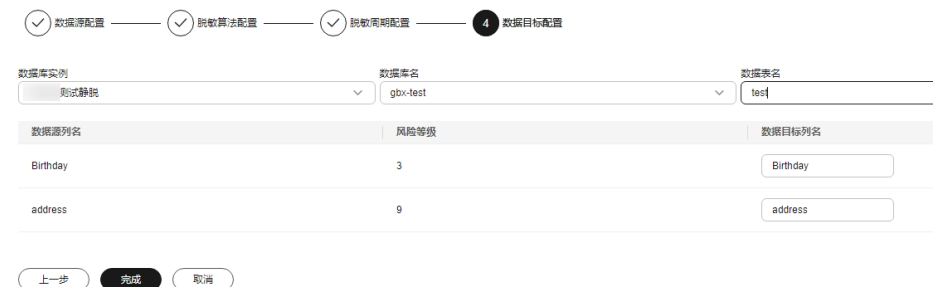 数据源配置 脱敏算法配置 脱敏周期配置 4 数据目标配置
数据库实例 数据库名 数据表名
则试静脱 gbx-test test
数据源列名 风险等级 数据目标列名
Birthday 3 Birthday
address 9 address
上一步 完成 取消